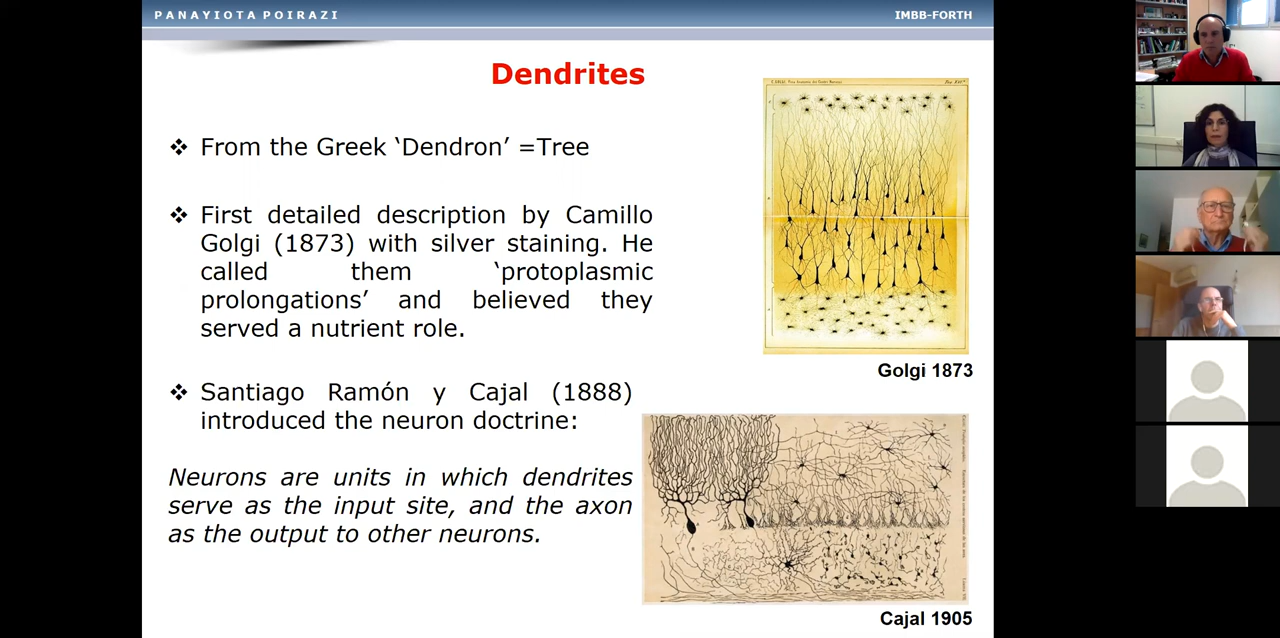 PANAYIOTA POIRAZI
IMBB-FORTH
Dendrites
❖ From the Greek ‘Dendron’ =Tree
❖ First detailed description by Camillo
Golgi (1873) with silver staining. He
called them ‘protoplasmic
prolongations’ and believed they
served a nutrient role.
❖ Santiago Ramón y Cajal (1888)
introduced the neuron doctrine:
Neurons are units in which dendrites
serve as the input site, and the axon
as the output to other neurons.
Golgi 1873
Cajal 1905